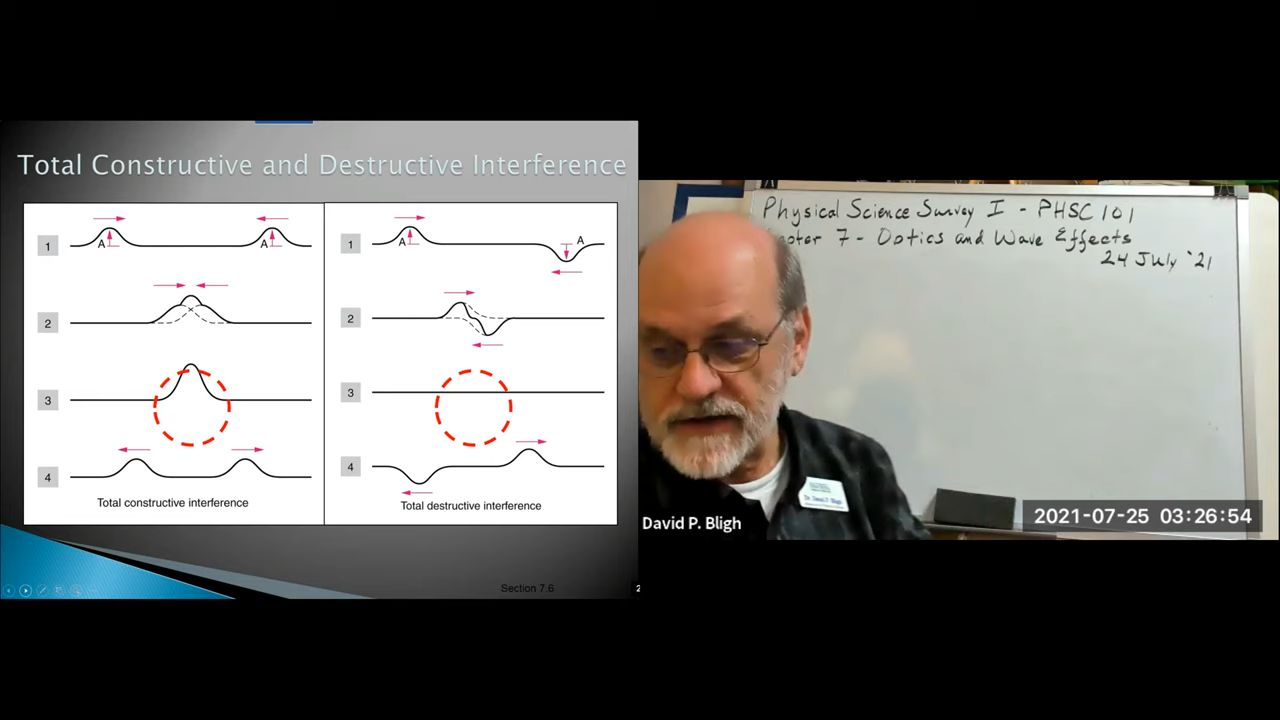 Total Constructive and Destructive Interference
1
A
A
2
3
4
Total constructive interference
1
A
A
2
3
4
Total destructive interference
Section 7.6
2
Physical Science Survey I - PHSC 101
7 - Optics and Wave Effects
24 July '21
David P. Bligh
2021-07-25 03:26:54